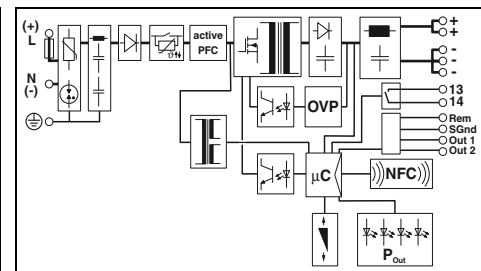 (+)
L
N
(-)
active
PFC
OVP
µC
NFC
P Out
+
+
-
-
-
13
14
Rem
SGnd
Out 1
Out 2